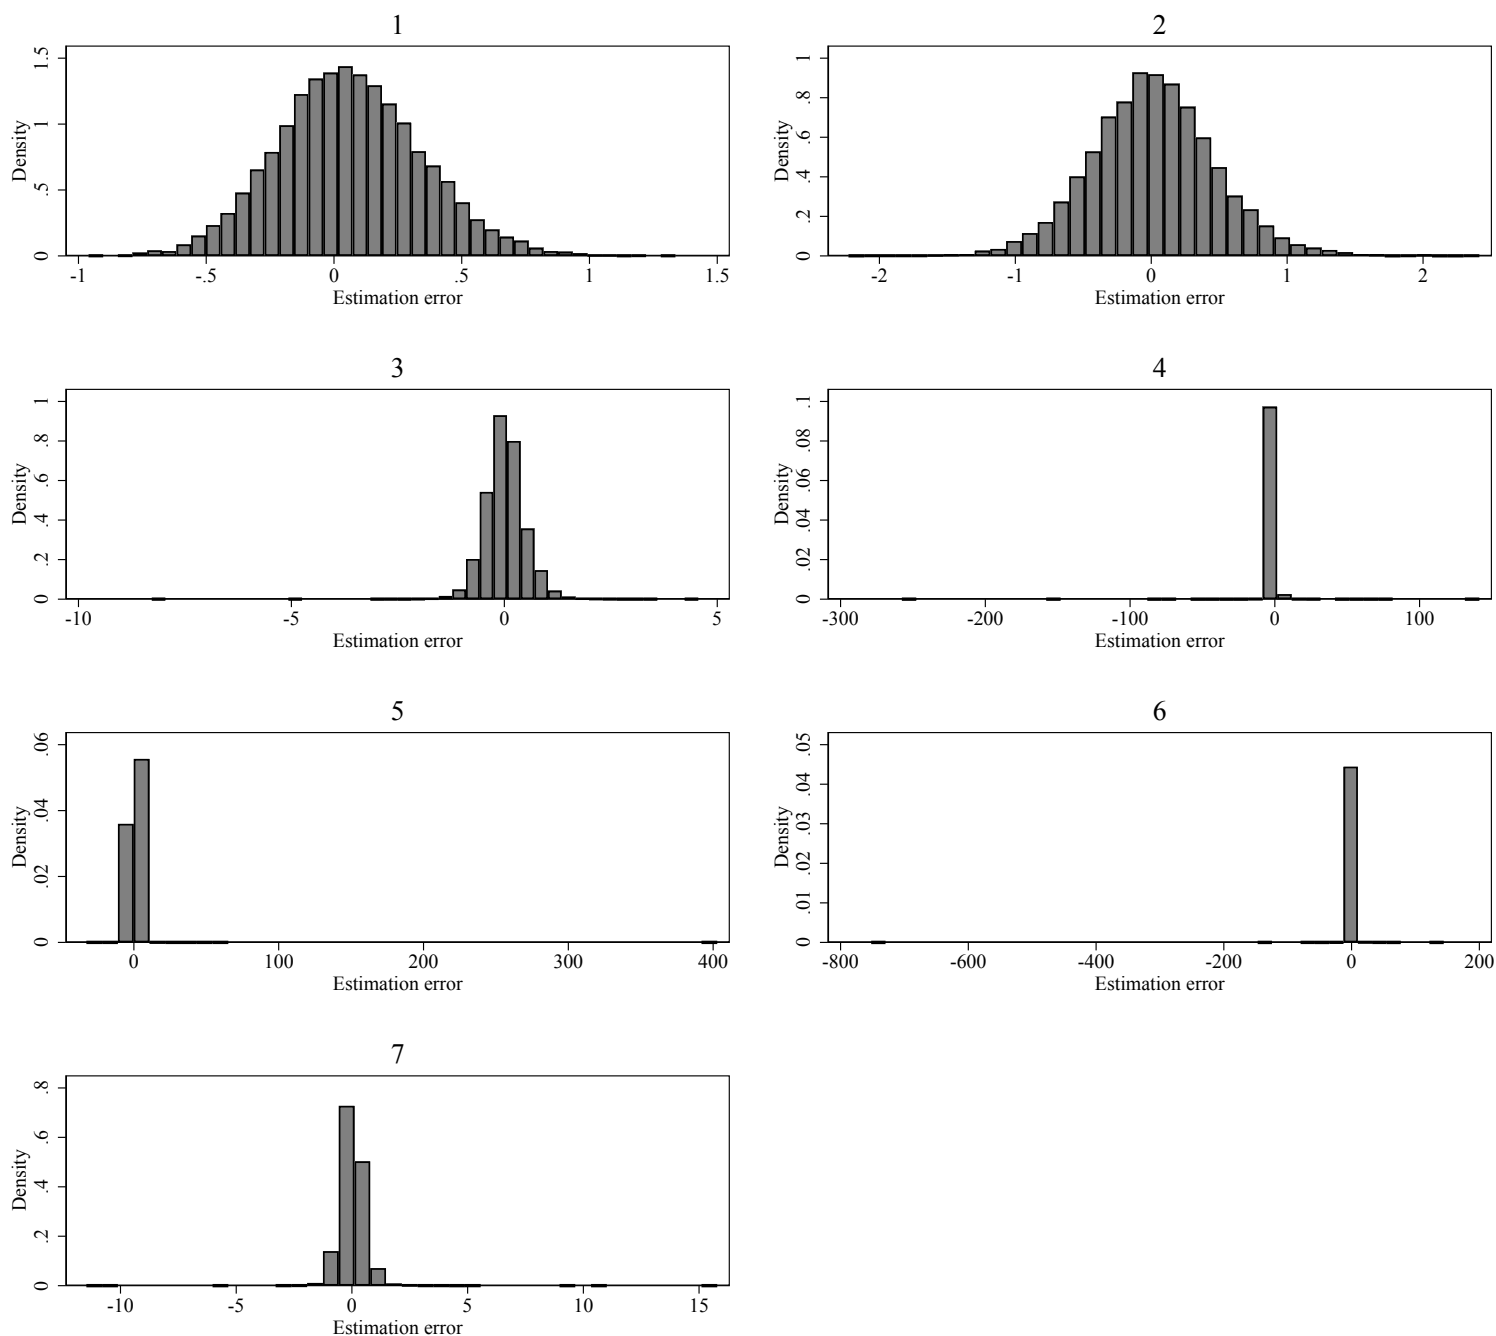 1
Density
0 .5 1 1.5
-1 -.5 0 .5 1 1.5
Estimation error
2
Density
0 .2 .4 .6 .8 1
-2 -1 0 1 2
Estimation error
3
Density
0 .2 .4 .6 .8 1
-10 -5 0 5
Estimation error
4
Density
0 .02 .04 .06 .08 .1
-300 -200 -100 0 100
Estimation error
5
Density
0 .02 .04 .06
0 100 200 300 400
Estimation error
6
Density
0 .01 .02 .03 .04 .05
-800 -600 -400 -200 0 200
Estimation error
7
Density
0 .2 .4 .6 .8
-10 -5 0 5 10 15
Estimation error